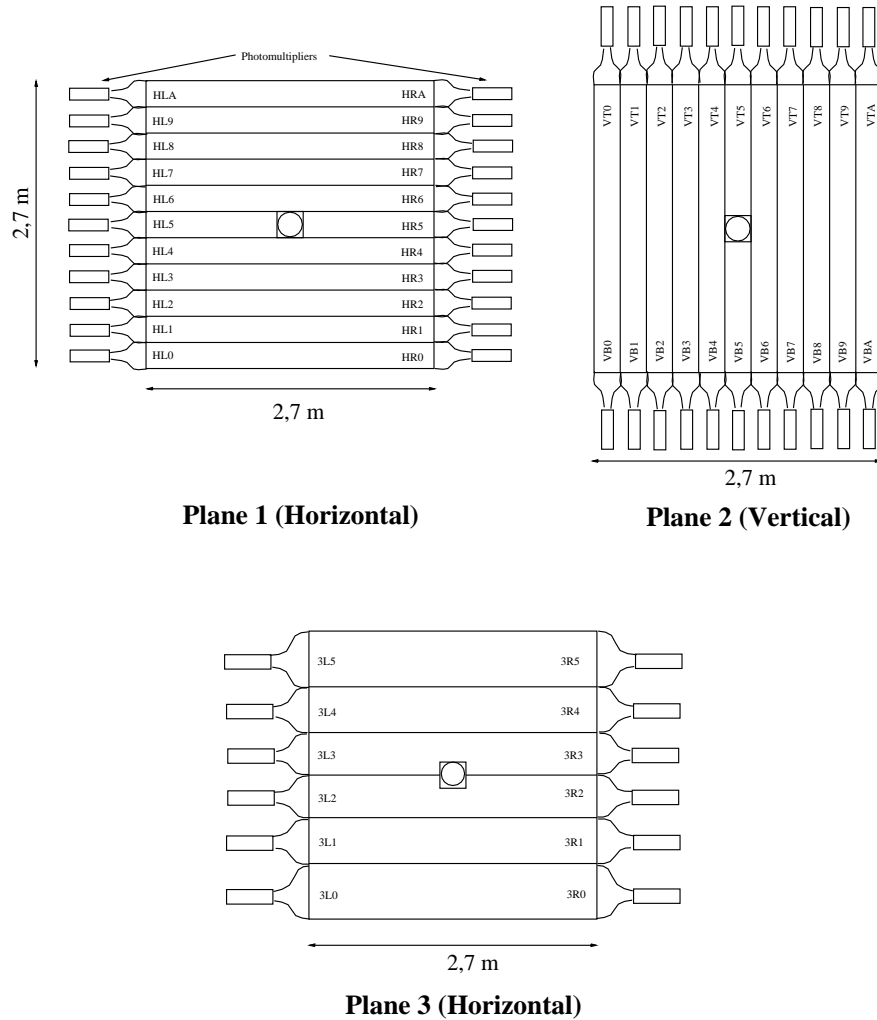 Photomultipliers
HLA HRA
HL9 HR9
HL8 HR8
HL7 HR7
HL6 HR6
HL5 HR5
HL4 HR4
HL3 HR3
HL2 HR2
HL1 HR1
HL0 HR0
2,7 m
2,7 m
Plane 1 (Horizontal)
VT0 VT1 VT2 VT3 VT4 VT5 VT6 VT7 VT8 VT9 VTA
VB0 VB1 VB2 VB3 VB4 VB5 VB6 VB7 VB8 VB9 VBA
2,7 m
Plane 2 (Vertical)
3L5 3R5
3L4 3R4
3L3 3R3
3L2 3R2
3L1 3R1
3L0 3R0
2,7 m
Plane 3 (Horizontal)